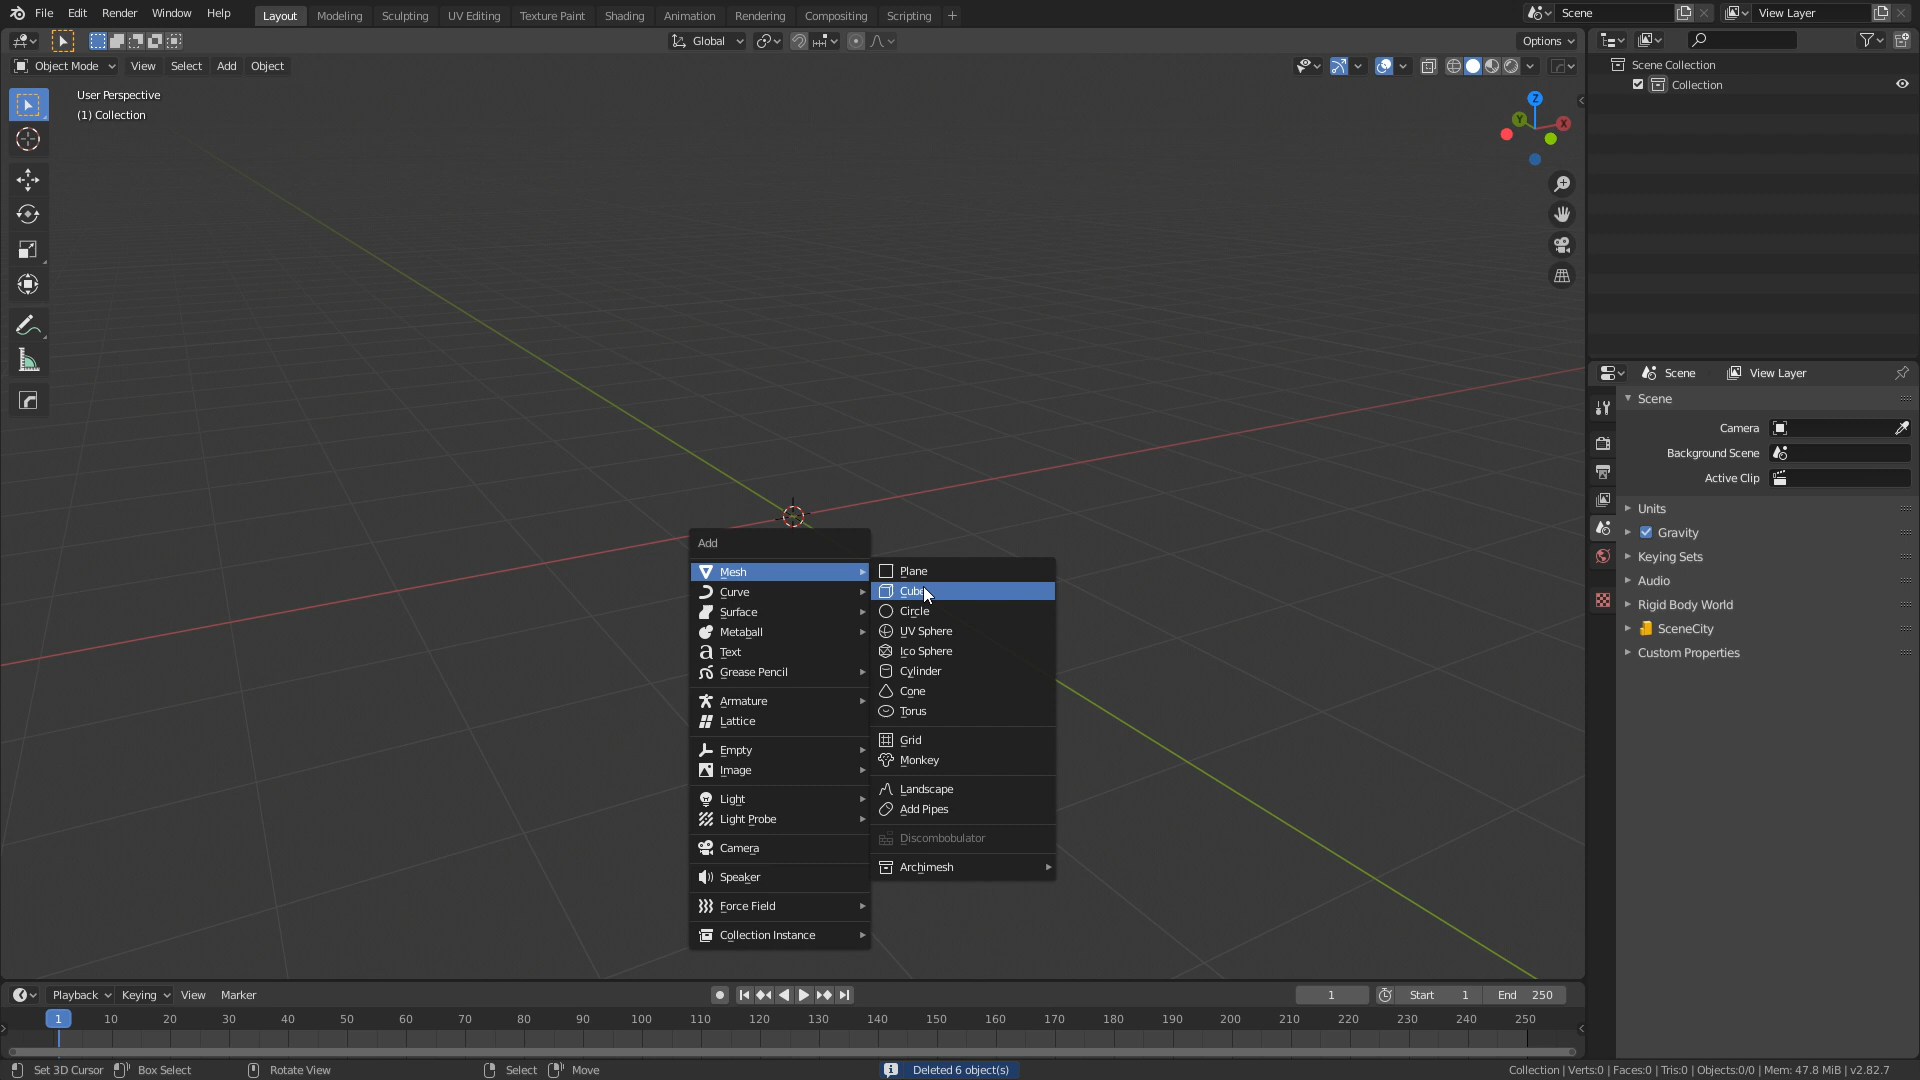 File Edit Render Window Help Layout Modeling Sculpting UV Editing Texture Paint Shading Animation Rendering Compositing Scripting + Scene View Layer
Global Options
Object Mode View Select Add Object
User Perspective
(1) Collection
Z
Y
X
Scene Collection
Collection
Scene View Layer
Scene
Camera
Background Scene
Active Clip
Units
Gravity
Keying Sets
Audio
Rigid Body World
SceneCity
Custom Properties
Add
Mesh
Curve
Surface
Metaball
Text
Grease Pencil
Armature
Lattice
Empty
Image
Light
Light Probe
Camera
Speaker
Force Field
Collection Instance
Plane
Cube
Circle
UV Sphere
Ico Sphere
Cylinder
Cone
Torus
Grid
Monkey
Landscape
Add Pipes
Discombobulator
Archimesh
Playback Keying View Marker 1 Start 1 End 250
1 10 20 30 40 50 60 70 80 90 100 110 120 130 140 150 160 170 180 190 200 210 220 230 240 250
Set 3D Cursor Box Select Rotate View Select Move Deleted 6 object(s) Collection | Verts:0 | Faces:0 | Tris:0 | Objects:0/0 | Mem: 47.8 MiB | v2.82.7